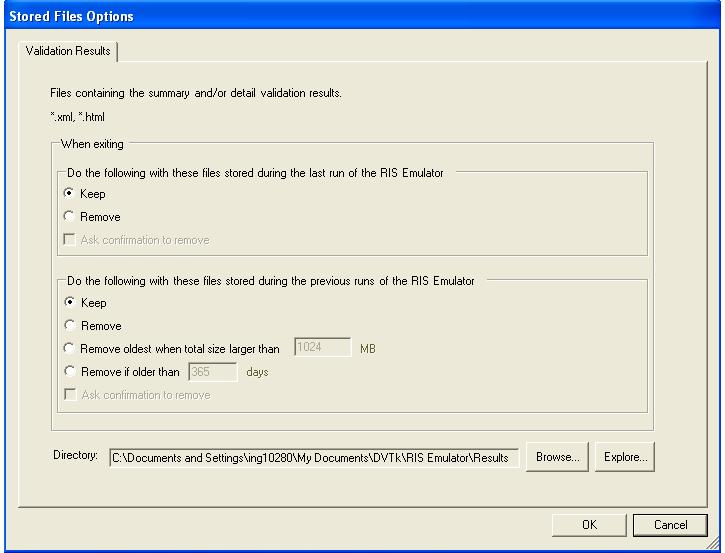 Stored Files Options
Validation Results
Files containing the summary and/or detail validation results.
*.xml, *.html
When exiting
Do the following with these files stored during the last run of the RIS Emulator
Keep
Remove
Ask confirmation to remove
Do the following with these files stored during the previous runs of the RIS Emulator
Keep
Remove
Remove oldest when total size larger than 1024 MB
Remove if older than 365 days
Ask confirmation to remove
Directory: C:\Documents and Settings\ing10280\My Documents\DVTk\RIS Emulator\Results Browse... Explore...
OK Cancel